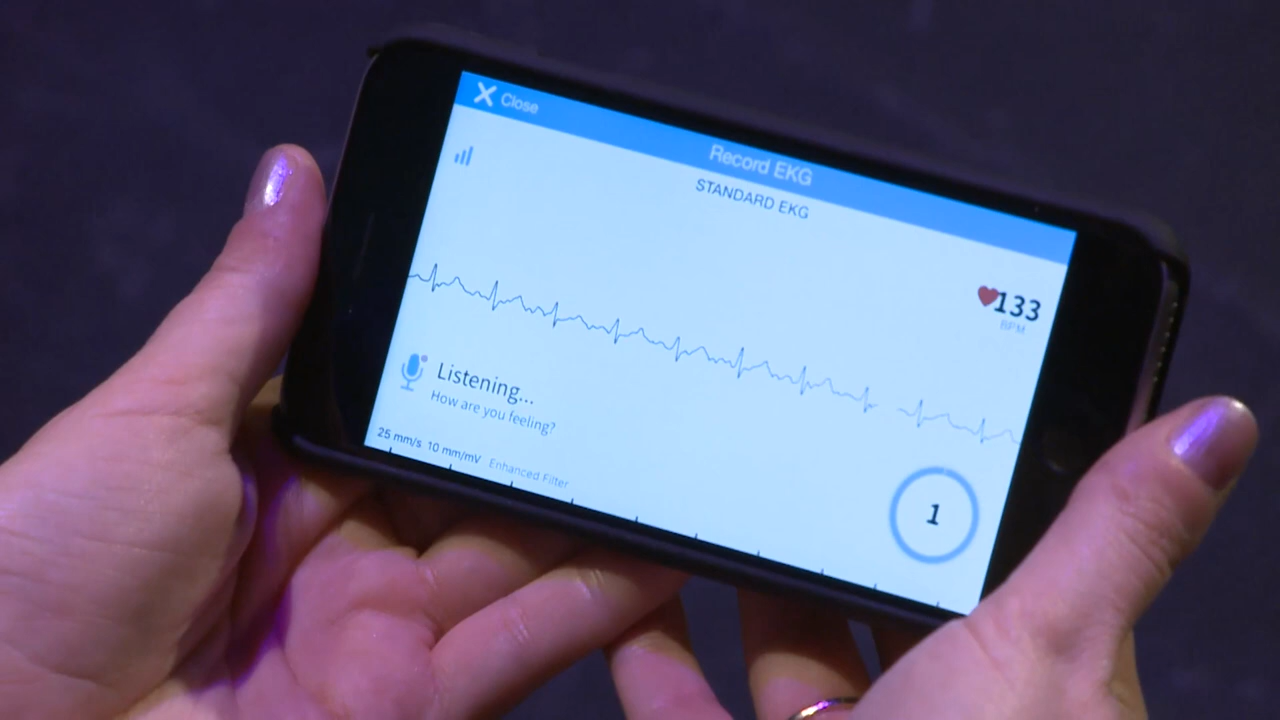 Close
Record EKG
STANDARD EKG
133
BPM
Listening...
How are you feeling?
25 mm/s 10 mm/mV Enhanced Filter
1